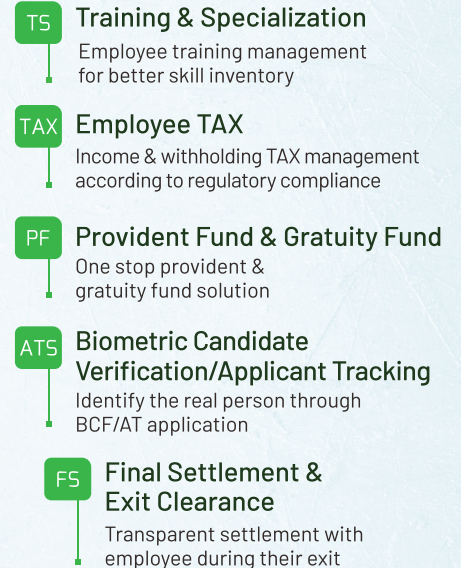 TS
Training & Specialization
Employee training management
for better skill inventory
TAX
Employee TAX
Income & withholding TAX management
according to regulatory compliance
PF
Provident Fund & Gratuity Fund
One stop provident &
gratuity fund solution
ATS
Biometric Candidate
Verification/Applicant Tracking
Identify the real person through
BCF/AT application
FS
Final Settlement &
Exit Clearance
Transparent settlement with
employee during their exit